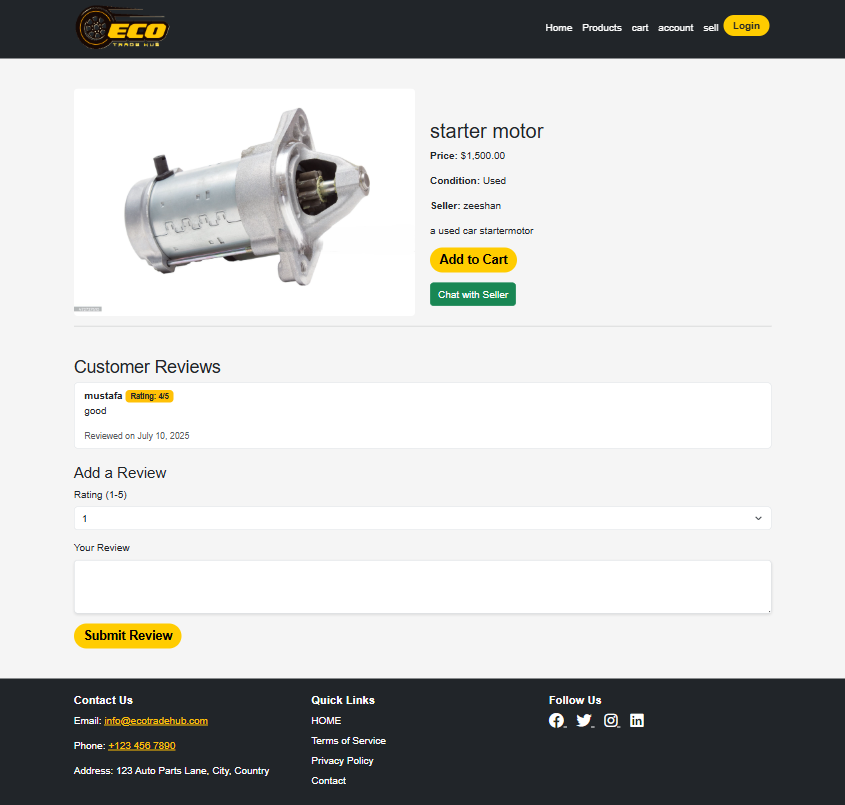 ECO
TRADE HUB
Home Products cart account sell Login
starter motor
Price: $1,500.00
Condition: Used
Seller: zeeshan
a used car startermotor
Add to Cart
Chat with Seller
Customer Reviews
mustafa Rating: 4/5
good
Reviewed on July 10, 2025
Add a Review
Rating (1-5)
1
Your Review
Submit Review
Contact Us
Email: info@ecotradehub.com
Phone: +123 456 7890
Address: 123 Auto Parts Lane, City, Country
Quick Links
HOME
Terms of Service
Privacy Policy
Contact
Follow Us